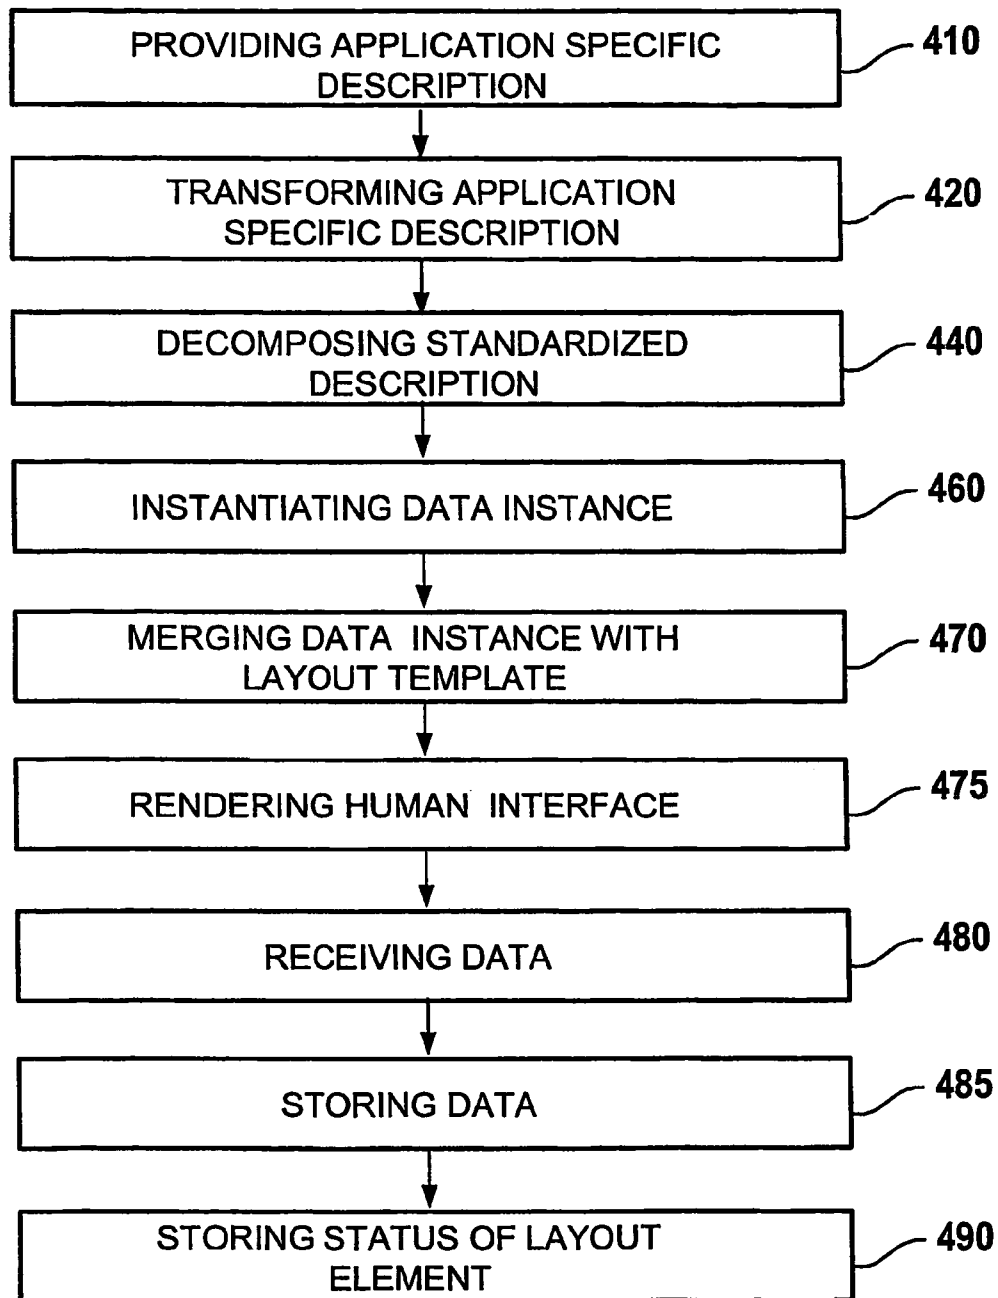 PROVIDING APPLICATION SPECIFIC
DESCRIPTION
410
TRANSFORMING APPLICATION
SPECIFIC DESCRIPTION
420
DECOMPOSING STANDARDIZED
DESCRIPTION
440
INSTANTIATING DATA INSTANCE
460
MERGING DATA INSTANCE WITH
LAYOUT TEMPLATE
470
RENDERING HUMAN INTERFACE
475
RECEIVING DATA
480
STORING DATA
485
STORING STATUS OF LAYOUT
ELEMENT
490